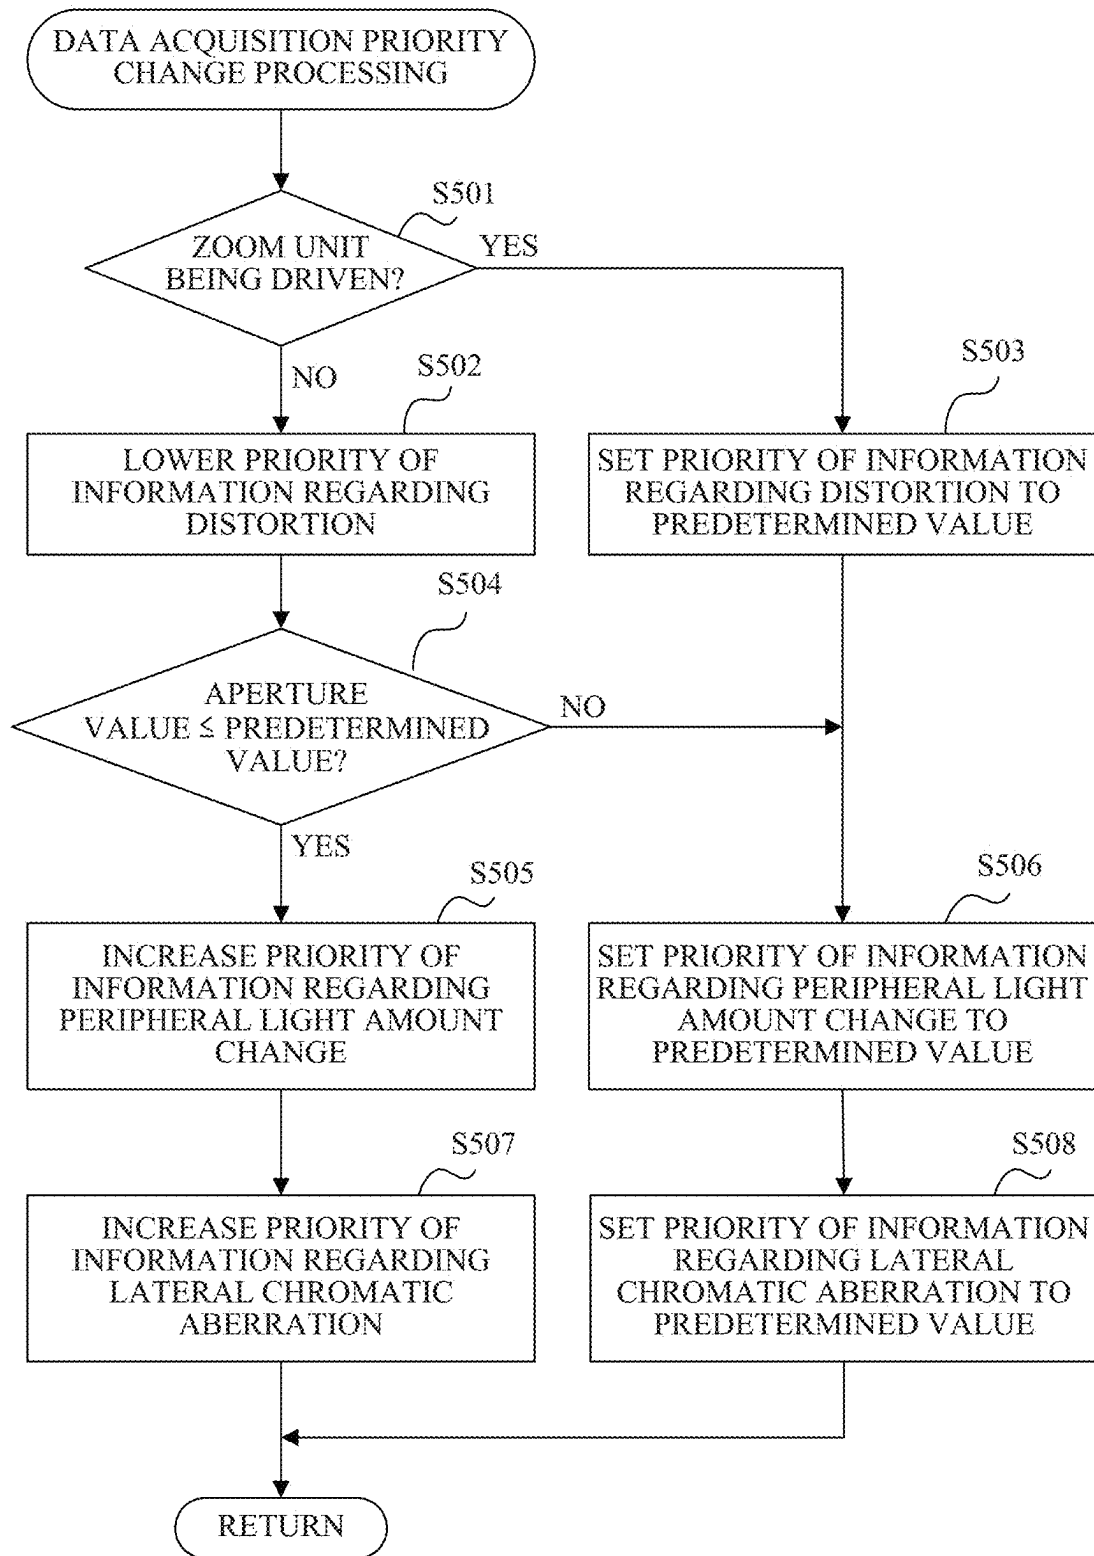 DATA ACQUISITION PRIORITY
CHANGE PROCESSING
S501
ZOOM UNIT
BEING DRIVEN?
YES
NO
S502
LOWER PRIORITY OF
INFORMATION REGARDING
DISTORTION
S503
SET PRIORITY OF INFORMATION
REGARDING DISTORTION TO
PREDETERMINED VALUE
S504
APERTURE
VALUE ≤ PREDETERMINED
VALUE?
NO
YES
S505
INCREASE PRIORITY OF
INFORMATION REGARDING
PERIPHERAL LIGHT AMOUNT
CHANGE
S506
SET PRIORITY OF INFORMATION
REGARDING PERIPHERAL LIGHT
AMOUNT CHANGE TO
PREDETERMINED VALUE
S507
INCREASE PRIORITY OF
INFORMATION REGARDING
LATERAL CHROMATIC
ABERRATION
S508
SET PRIORITY OF INFORMATION
REGARDING LATERAL
CHROMATIC ABERRATION TO
PREDETERMINED VALUE
RETURN